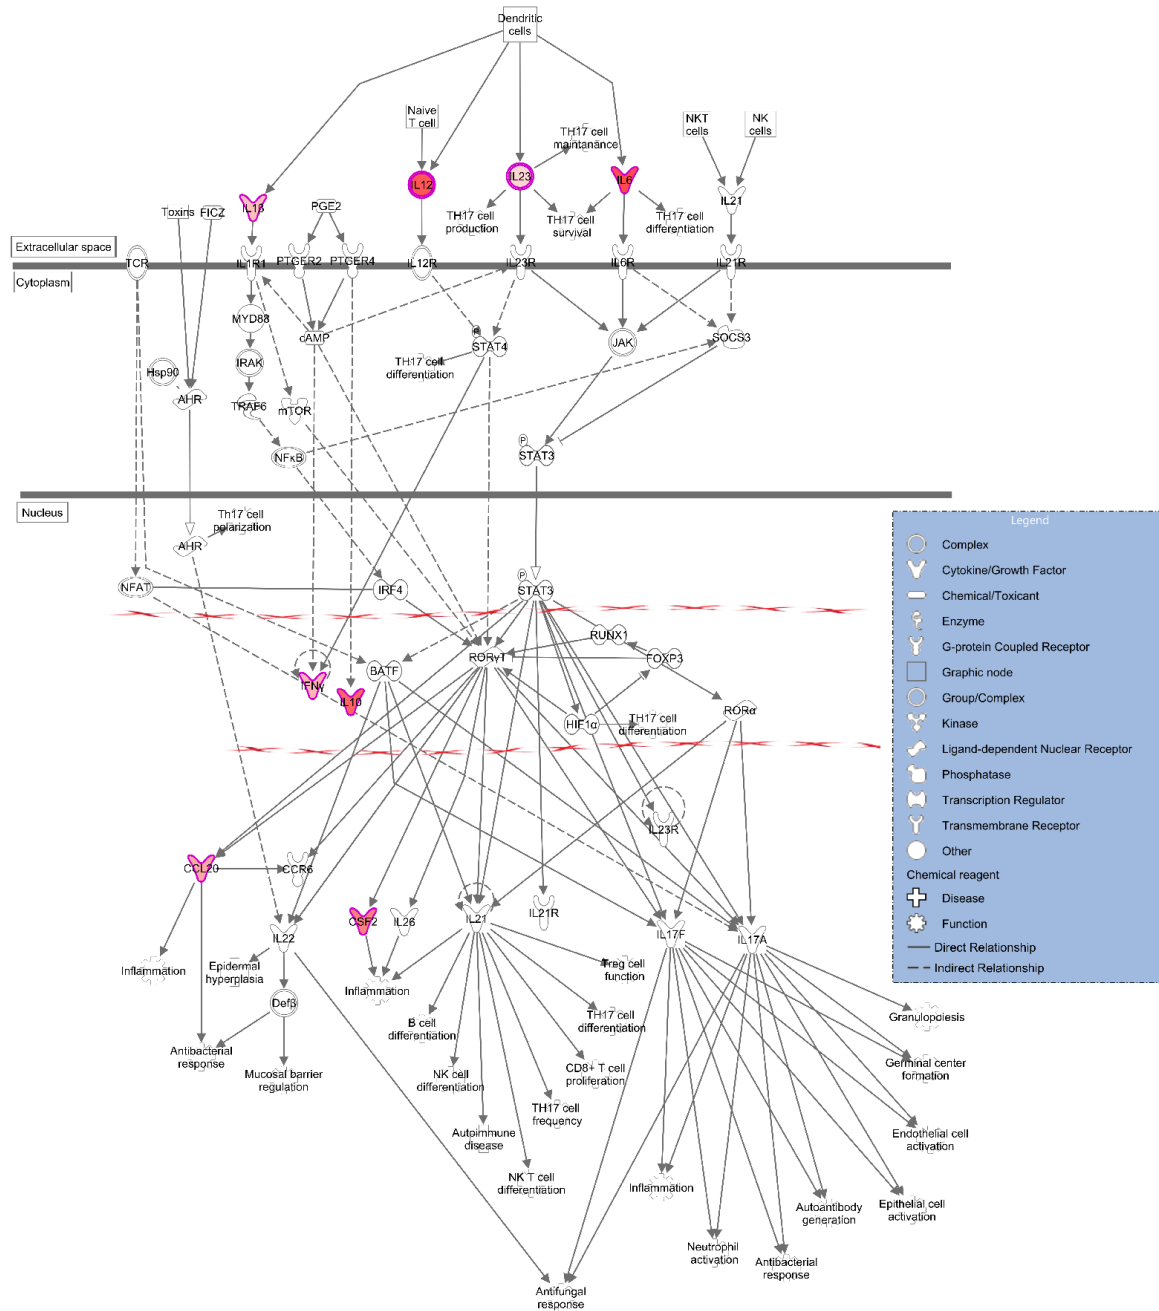 Dendritic
cells
Naive
T cell
TH17 cell
maintanance
NKT
cells
NK
cells
IL12
IL23
IL6
IL21
IL1β
Toxins
FICZ
PGE2
TH17 cell
production
TH17 cell
survival
TH17 cell
differentiation
Extracellular space
Cytoplasm
TCR
IL1R1
PTGER2
PTGER4
IL12R
IL23R
IL6R
IL21R
MYD88
cAMP
P
STAT4
JAK
SOCS3
TH17 cell
differentiation
Hsp90
IRAK
AHR
TRAF6
mTOR
NFκB
P
STAT3
Nucleus
Th17 cell
polarization
AHR
NFAT
IRF4
P
STAT3
RUNX1
RORγT
FOXP3
BATF
IFNγ
IL10
HIF1α
TH17 cell
differentiation
RORα
IL23R
CCL20
CCR6
CSF2
IL26
IL21
IL21R
IL17F
IL17A
IL22
Inflammation
Epidermal
hyperplasia
Inflammation
Treg cell
function
Defβ
B cell
differentiation
TH17 cell
differentiation
Granulopoiesis
Antibacterial
response
Mucosal barrier
regulation
NK cell
differentiation
CD8+ T cell
proliferation
Germinal center
formation
TH17 cell
frequency
Autoimmune
disease
Endothelial cell
activation
NK T cell
differentiation
Inflammation
Autoantibody
generation
Epithelial cell
activation
Neutrophil
activation
Antibacterial
response
Antifungal
response
Legend
Complex
Cytokine/Growth Factor
Chemical/Toxicant
Enzyme
G-protein Coupled Receptor
Graphic node
Group/Complex
Kinase
Ligand-dependent Nuclear Receptor
Phosphatase
Transcription Regulator
Transmembrane Receptor
Other
Chemical reagent
Disease
Function
Direct Relationship
Indirect Relationship